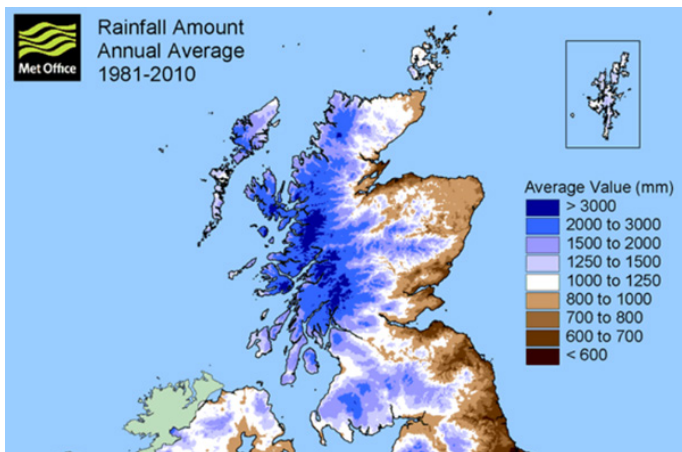 Met Office
Rainfall Amount
Annual Average
1981-2010
Average Value (mm)
> 3000
2000 to 3000
1500 to 2000
1250 to 1500
1000 to 1250
800 to 1000
700 to 800
600 to 700
< 600